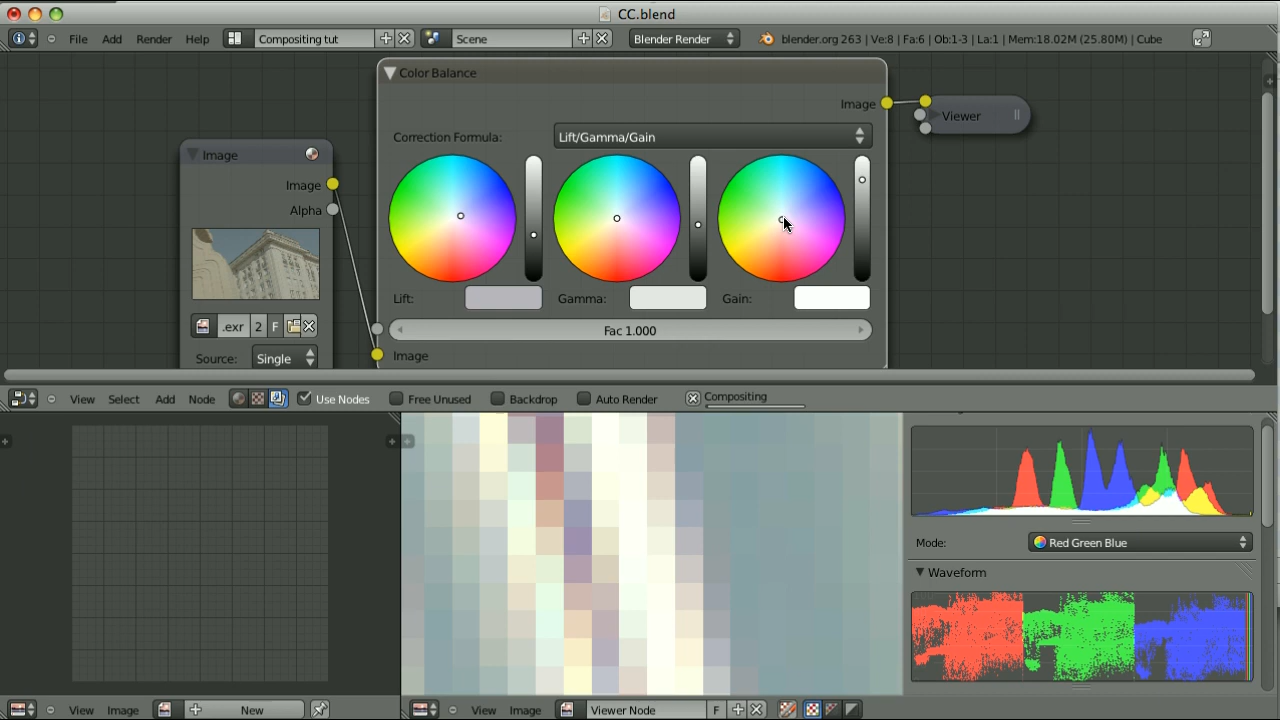 CC.blend
File Add Render Help Compositing tut Scene Blender Render blender.org 263 | Ve:8 | Fa:6 | Ob:1-3 | La:1 | Mem:18.02M (25.80M) | Cube
Color Balance
Image
Viewer
Correction Formula: Lift/Gamma/Gain
Image
Image
Alpha
Lift: Gamma: Gain:
.exr 2 F
Fac 1.000
Source: Single
Image
View Select Add Node Use Nodes Free Unused Backdrop Auto Render Compositing
Mode: Red Green Blue
Waveform
View Image New
View Image Viewer Node F